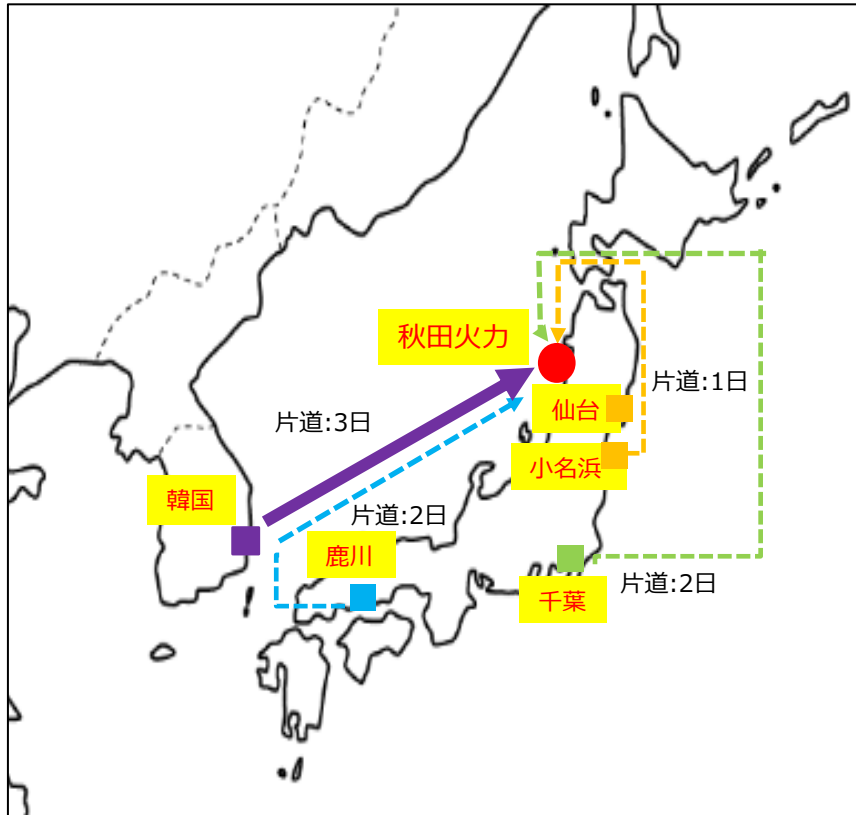 秋田火力
片道:1日
仙台
片道:3日
小名浜
韓国
片道:2日
鹿川
片道:2日
千葉